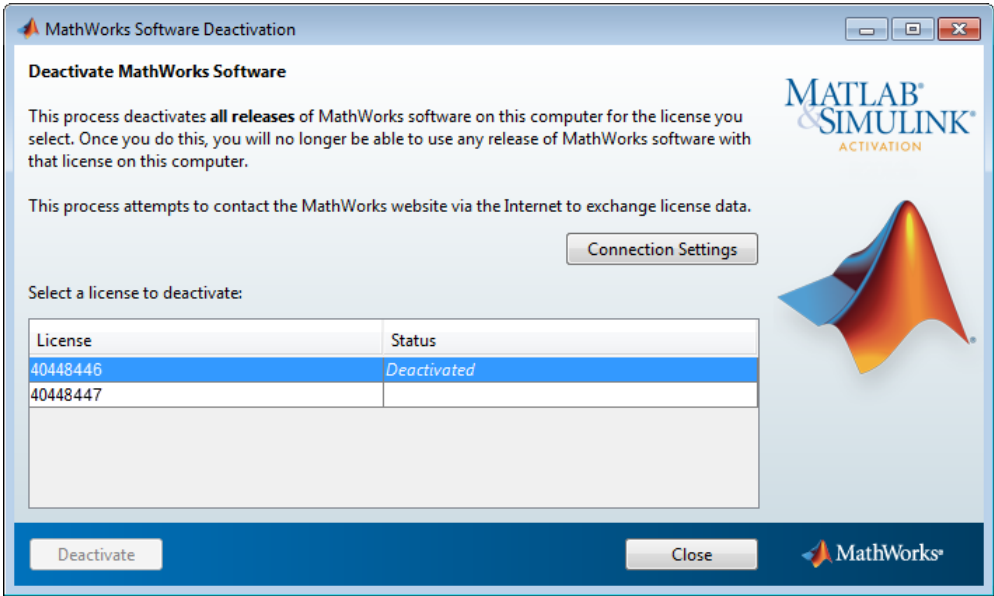 MathWorks Software Deactivation
Deactivate MathWorks Software
This process deactivates all releases of MathWorks software on this computer for the license you
select. Once you do this, you will no longer be able to use any release of MathWorks software with
that license on this computer.
This process attempts to contact the MathWorks website via the Internet to exchange license data.
Connection Settings
Select a license to deactivate:
License Status
40448446 Deactivated
40448447
MATLAB®
&SIMULINK®
ACTIVATION
®
Deactivate Close MathWorks®